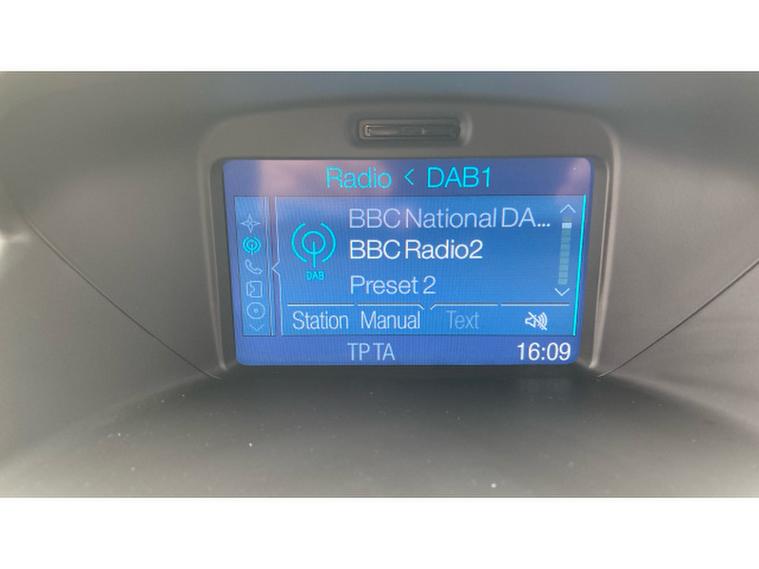 Radio < DAB1
BBC National DA...
BBC Radio2
DAB
Preset 2
Station Manual Text
TP TA 16:09